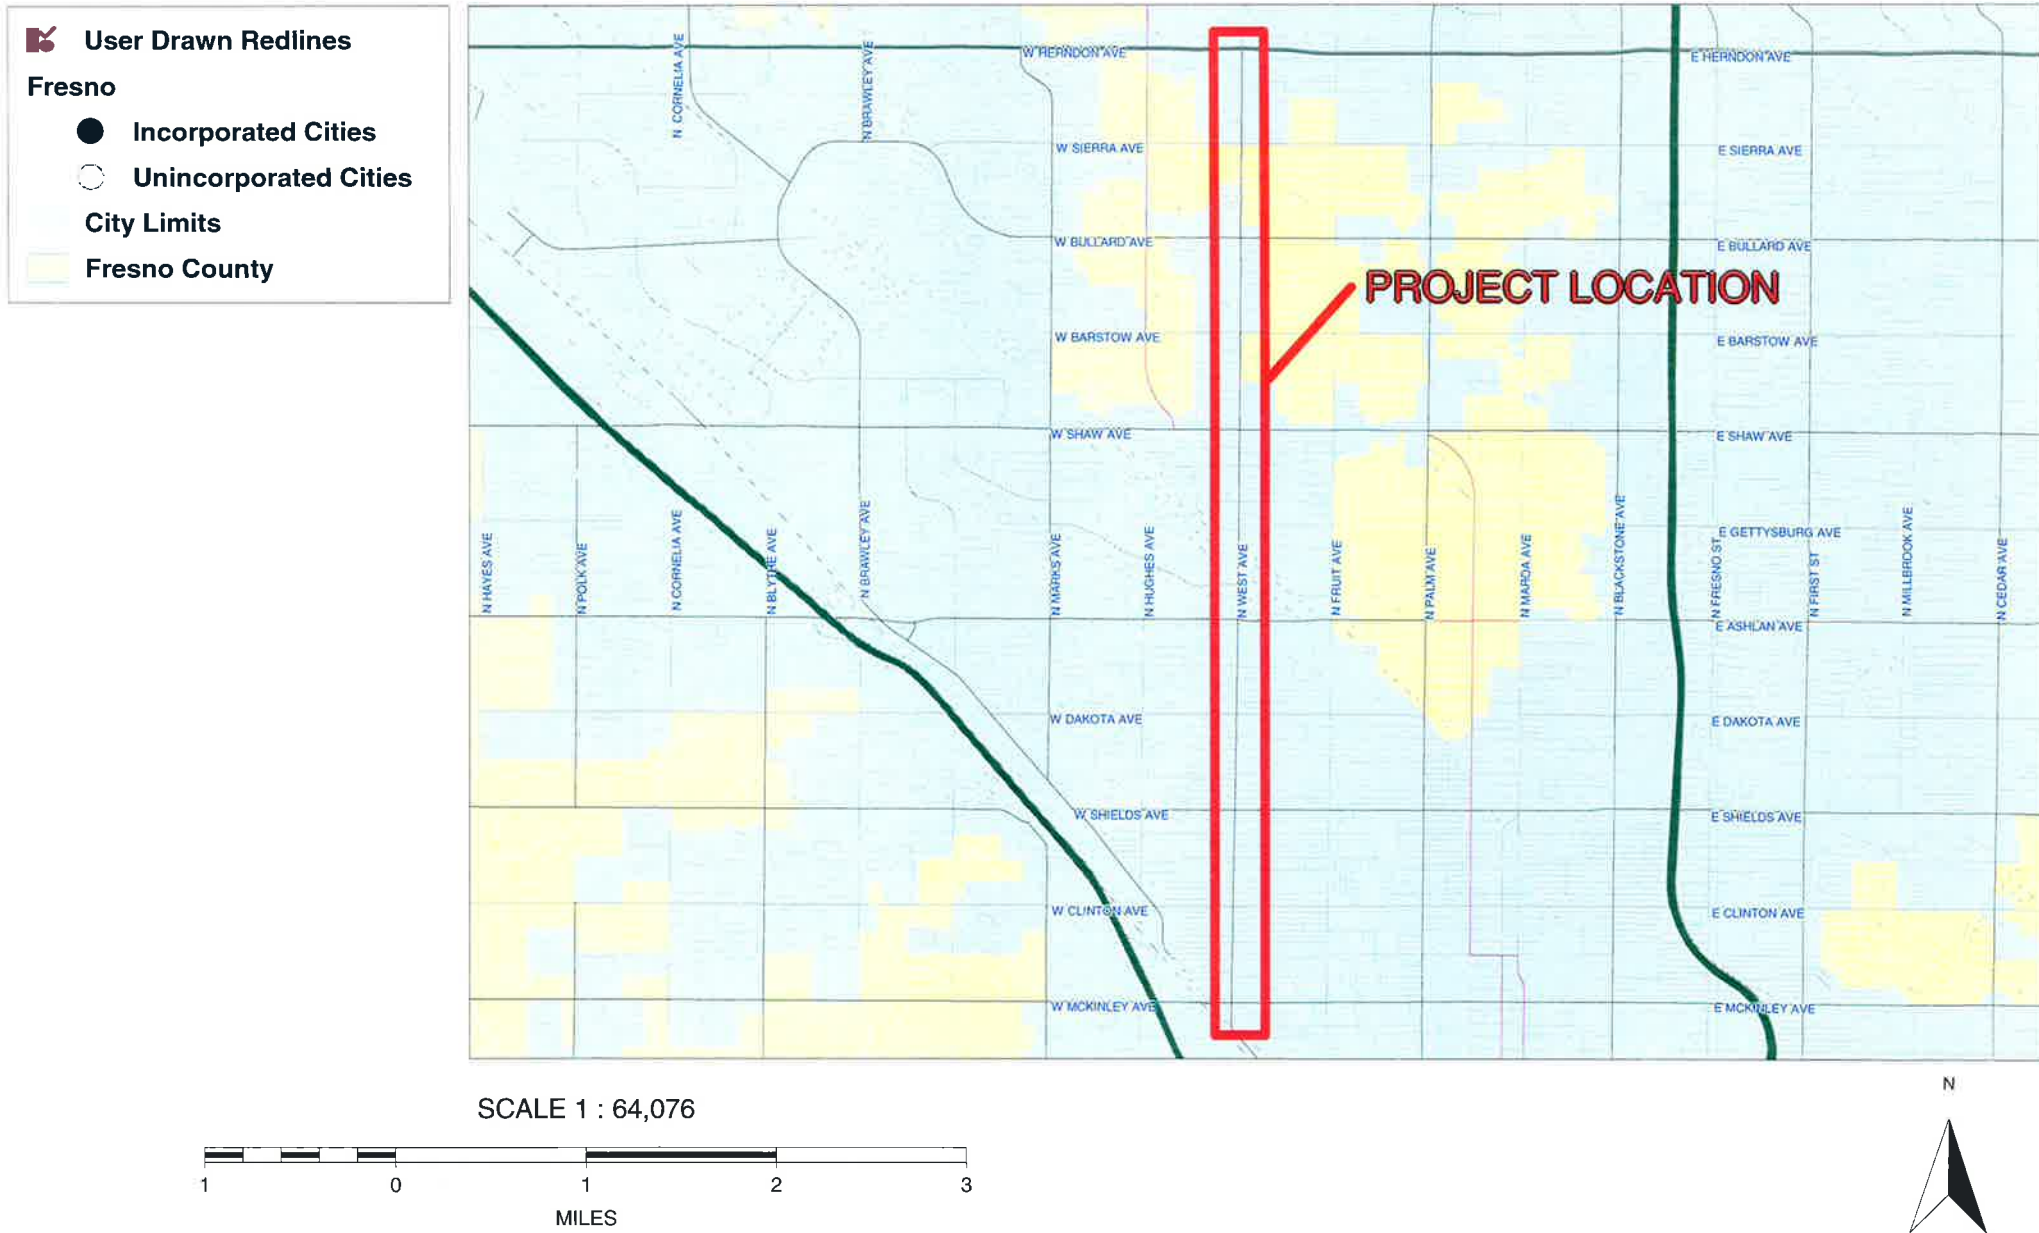 User Drawn Redlines
Fresno
Incorporated Cities
Unincorporated Cities
City Limits
Fresno County
N CORNELIA AVE
N BRAWLEY AVE
W HERNDON AVE
E HERNDON AVE
W SIERRA AVE
E SIERRA AVE
W BULLARD AVE
E BULLARD AVE
PROJECT LOCATION
W BARSTOW AVE
E BARSTOW AVE
W SHAW AVE
E SHAW AVE
N HAYES AVE
N POLK AVE
N CORNELIA AVE
N BLYTHE AVE
N BRAWLEY AVE
N MARKS AVE
N HUGHES AVE
N WEST AVE
N FRUIT AVE
N PALM AVE
N MAROA AVE
N BLACKSTONE AVE
N FRESNO ST
E GETTYSBURG AVE
N FIRST ST
N MILLBROOK AVE
N CEDAR AVE
E ASHLAN AVE
W DAKOTA AVE
E DAKOTA AVE
W SHIELDS AVE
E SHIELDS AVE
W CLINTON AVE
E CLINTON AVE
W MCKINLEY AVE
E MCKINLEY AVE
SCALE 1 : 64,076
1 0 1 2 3
MILES
N